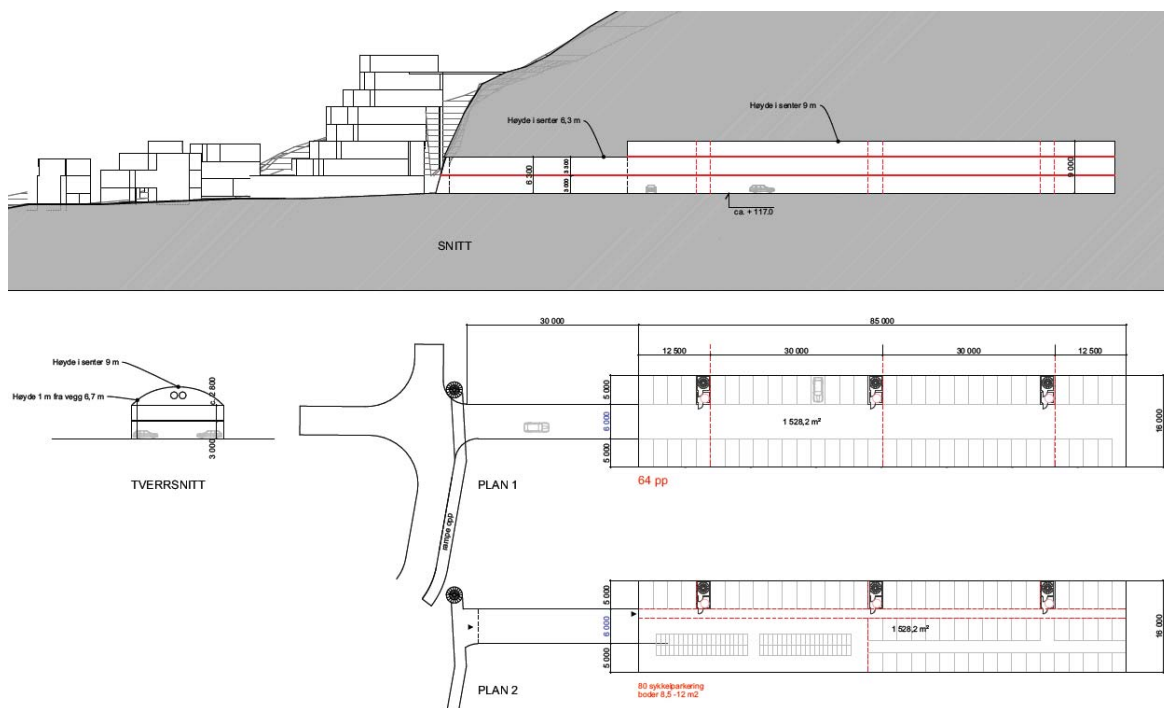 Høyde i senter 6,3 m
Høyde i senter 9 m
6 300
3 000
3 300
9 000
ca. + 117.0
SNITT
30 000
85 000
12 500
30 000
30 000
12 500
Høyde i senter 9 m
Høyde 1 m fra vegg 6,7 m
c. 2 800
3 000
TVERRSNITT
5 000
6 000
5 000
1 528,2 m²
16 000
PLAN 1
64 pp
rampe opp
5 000
6 000
5 000
1 528,2 m²
16 000
PLAN 2
80 sykkelparkering
boder 8,5 -12 m2